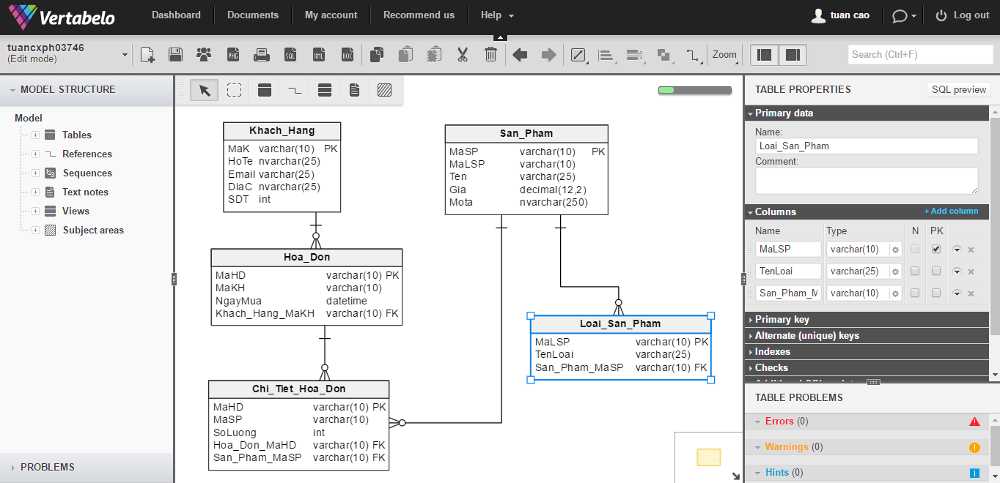 Vertabelo
Dashboard Documents My account Recommend us Help tuan cao Log out
tuancxph03746
(Edit mode)
PNG SQL XML DOC Zoom Search (Ctrl+F)
MODEL STRUCTURE
Model
Tables
References
Sequences
Text notes
Views
Subject areas
PROBLEMS
Khach_Hang
MaK varchar(10) PK
HoTe nvarchar(25)
Email varchar(25)
DiaC nvarchar(25)
SDT int
Hoa_Don
MaHD varchar(10) PK
MaKH varchar(10)
NgayMua datetime
Khach_Hang_MaKH varchar(10) FK
Chi_Tiet_Hoa_Don
MaHD varchar(10) PK
MaSP varchar(10)
SoLuong int
Hoa_Don_MaHD varchar(10) FK
San_Pham_MaSP varchar(10) FK
San_Pham
MaSP varchar(10) PK
MaLSP varchar(10)
Ten varchar(25)
Gia decimal(12,2)
Mota nvarchar(250)
Loai_San_Pham
MaLSP varchar(10) PK
TenLoai varchar(25)
San_Pham_MaSP varchar(10) FK
TABLE PROPERTIES SQL preview
Primary data
Name:
Loai_San_Pham
Comment:
Columns + Add column
Name Type N PK
MaLSP varchar(10)
TenLoai varchar(25)
San_Pham_M varchar(10)
Primary key
Alternate (unique) keys
Indexes
Checks
TABLE PROBLEMS
Errors (0)
Warnings (0)
Hints (0)